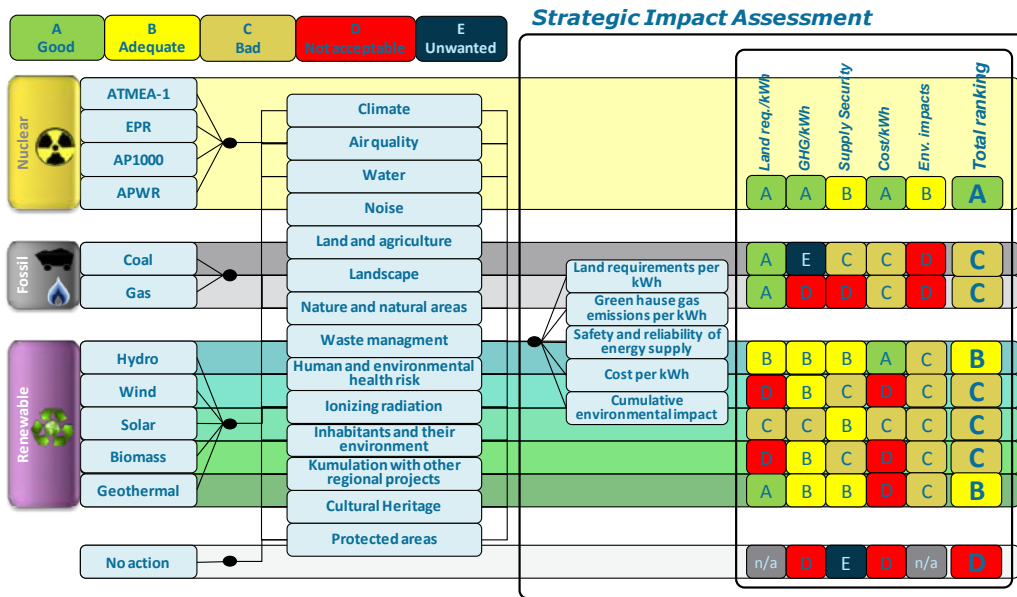 Strategic Impact Assessment
A
Good
B
Adequate
C
Bad
D
Not acceptable
E
Unwanted
Nuclear
ATMEA-1
EPR
AP1000
APWR
Fossil
Coal
Gas
Renewable
Hydro
Wind
Solar
Biomass
Geothermal
No action
Climate
Air quality
Water
Noise
Land and agriculture
Landscape
Nature and natural areas
Waste managment
Human and environmental
health risk
Ionizing radiation
Inhabitants and their
environment
Kumulation with other
regional projects
Cultural Heritage
Protected areas
Land requirements per
kWh
Green hause gas
emissions per kWh
Safety and reliability of
energy supply
Cost per kWh
Cumulative
environmental impact
Land req./kWh
GHG/kWh
Supply Security
Cost/kWh
Env. impacts
Total ranking
A A B A B A
A E C C D C
A D D C D C
B B B A C B
D B C D C C
C C B C C C
D B C D C C
A B B D C B
n/a D E D n/a D